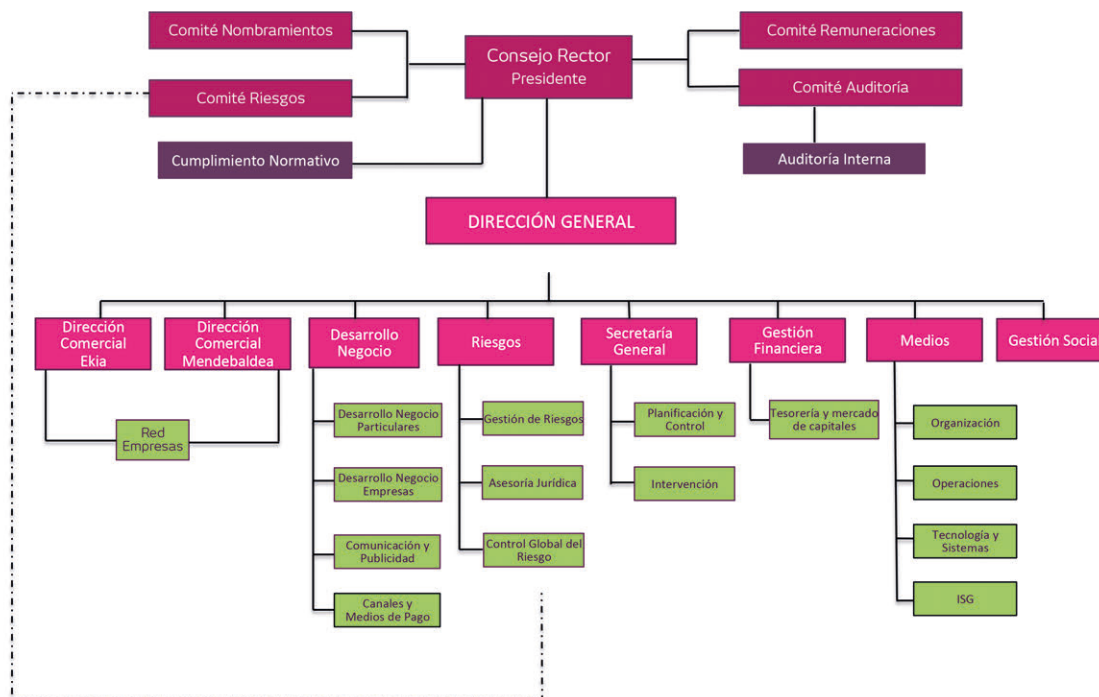 Comité Nombramientos
Consejo Rector
Presidente
Comité Remuneraciones
Comité Riesgos
Comité Auditoría
Cumplimiento Normativo
Auditoría Interna
DIRECCIÓN GENERAL
Dirección
Comercial
Ekia
Dirección
Comercial
Mendebaldea
Desarrollo
Negocio
Riesgos
Secretaría
General
Gestión
Financiera
Medios
Gestión Social
Red
Empresas
Desarrollo Negocio
Particulares
Desarrollo Negocio
Empresas
Comunicación y
Publicidad
Canales y
Medios de Pago
Gestión de Riesgos
Asesoría Jurídica
Control Global del
Riesgo
Planificación y
Control
Intervención
Tesorería y mercado
de capitales
Organización
Operaciones
Tecnología y
Sistemas
ISG